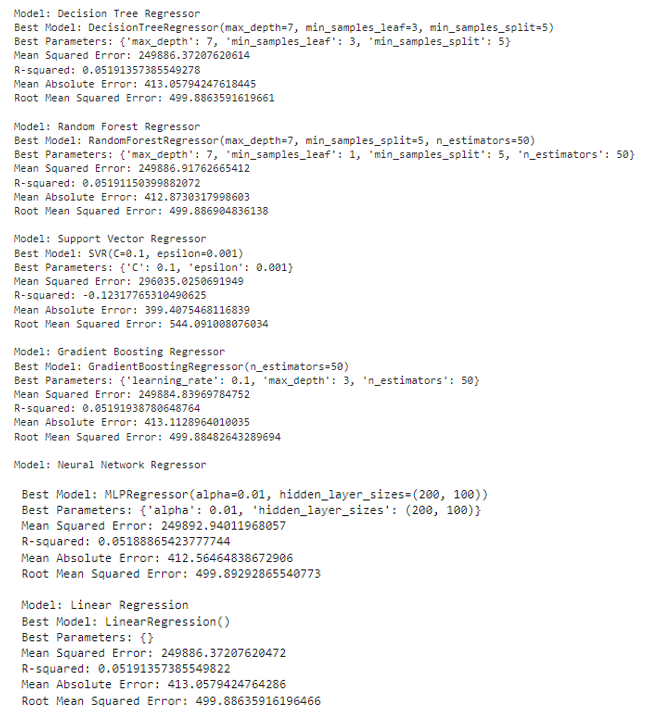 Model: Decision Tree Regressor
Best Model: DecisionTreeRegressor(max_depth=7, min_samples_leaf=3, min_samples_split=5)
Best Parameters: {'max_depth': 7, 'min_samples_leaf': 3, 'min_samples_split': 5}
Mean Squared Error: 249886.37207620614
R-squared: 0.05191357385549278
Mean Absolute Error: 413.05794247618445
Root Mean Squared Error: 499.8863591619661
Model: Random Forest Regressor
Best Model: RandomForestRegressor(max_depth=7, min_samples_split=5, n_estimators=50)
Best Parameters: {'max_depth': 7, 'min_samples_leaf': 1, 'min_samples_split': 5, 'n_estimators': 50}
Mean Squared Error: 249886.91762665412
R-squared: 0.05191150399882072
Mean Absolute Error: 412.8730317998603
Root Mean Squared Error: 499.886904836138
Model: Support Vector Regressor
Best Model: SVR(C=0.1, epsilon=0.001)
Best Parameters: {'C': 0.1, 'epsilon': 0.001}
Mean Squared Error: 296035.0250691949
R-squared: -0.12317765310490625
Mean Absolute Error: 399.4075468116839
Root Mean Squared Error: 544.091008076034
Model: Gradient Boosting Regressor
Best Model: GradientBoostingRegressor(n_estimators=50)
Best Parameters: {'learning_rate': 0.1, 'max_depth': 3, 'n_estimators': 50}
Mean Squared Error: 249884.83969784752
R-squared: 0.05191938780648764
Mean Absolute Error: 413.1128964010035
Root Mean Squared Error: 499.88482643289694
Model: Neural Network Regressor
Best Model: MLPRegressor(alpha=0.01, hidden_layer_sizes=(200, 100))
Best Parameters: {'alpha': 0.01, 'hidden_layer_sizes': (200, 100)}
Mean Squared Error: 249892.94011968057
R-squared: 0.05188865423777744
Mean Absolute Error: 412.56464838672906
Root Mean Squared Error: 499.89292865540773
Model: Linear Regression
Best Model: LinearRegression()
Best Parameters: {}
Mean Squared Error: 249886.37207620472
R-squared: 0.05191357385549822
Mean Absolute Error: 413.0579424764286
Root Mean Squared Error: 499.88635916196466